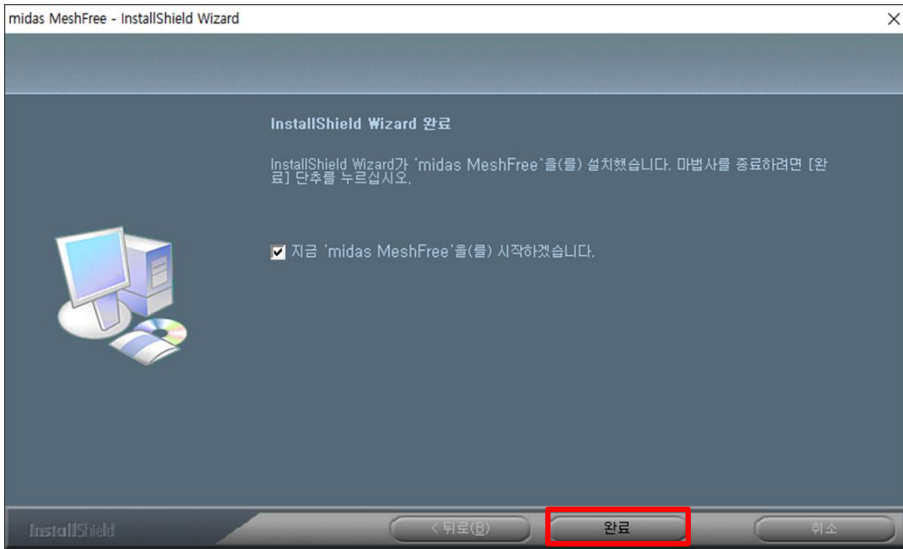 midas MeshFree - InstallShield Wizard
InstallShield Wizard 완료
InstallShield Wizard가 'midas MeshFree'을(를) 설치했습니다. 마법사를 종료하려면 [완
료] 단추를 누르십시오.
지금 'midas MeshFree'을(를) 시작하겠습니다.
InstallShield
< 뒤로(B)
완료
취소